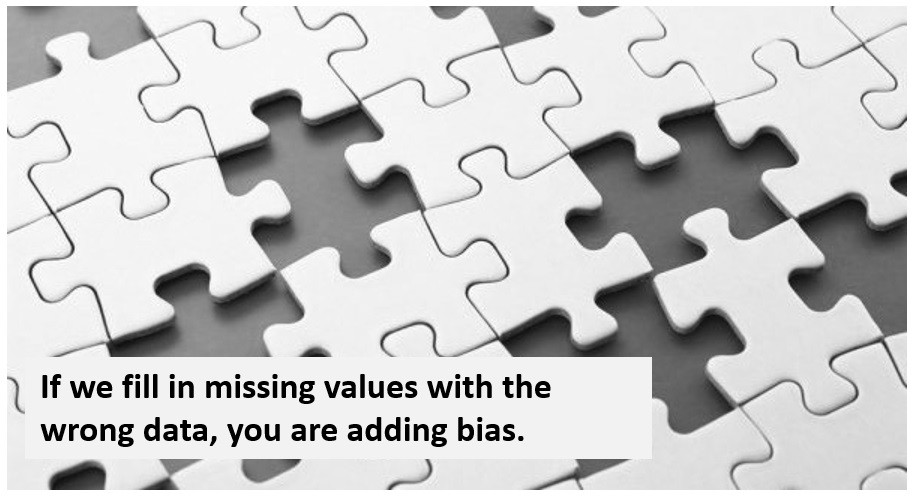 If we fill in missing values with the
wrong data, you are adding bias.